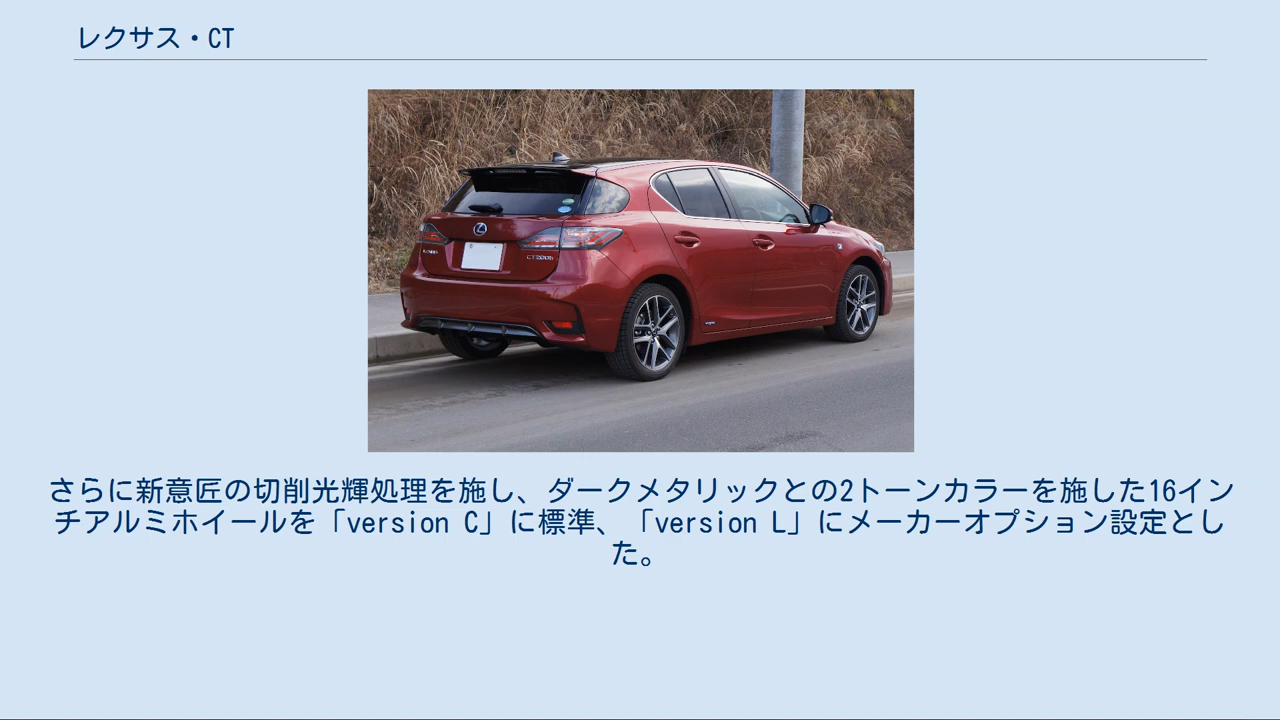 レクサス・CT
CT200h
さらに新意匠の切削光輝処理を施し、ダークメタリックとの2トーンカラーを施した16イン
チアルミホイールを「version C」に標準、「version L」にメーカーオプション設定とし
た。